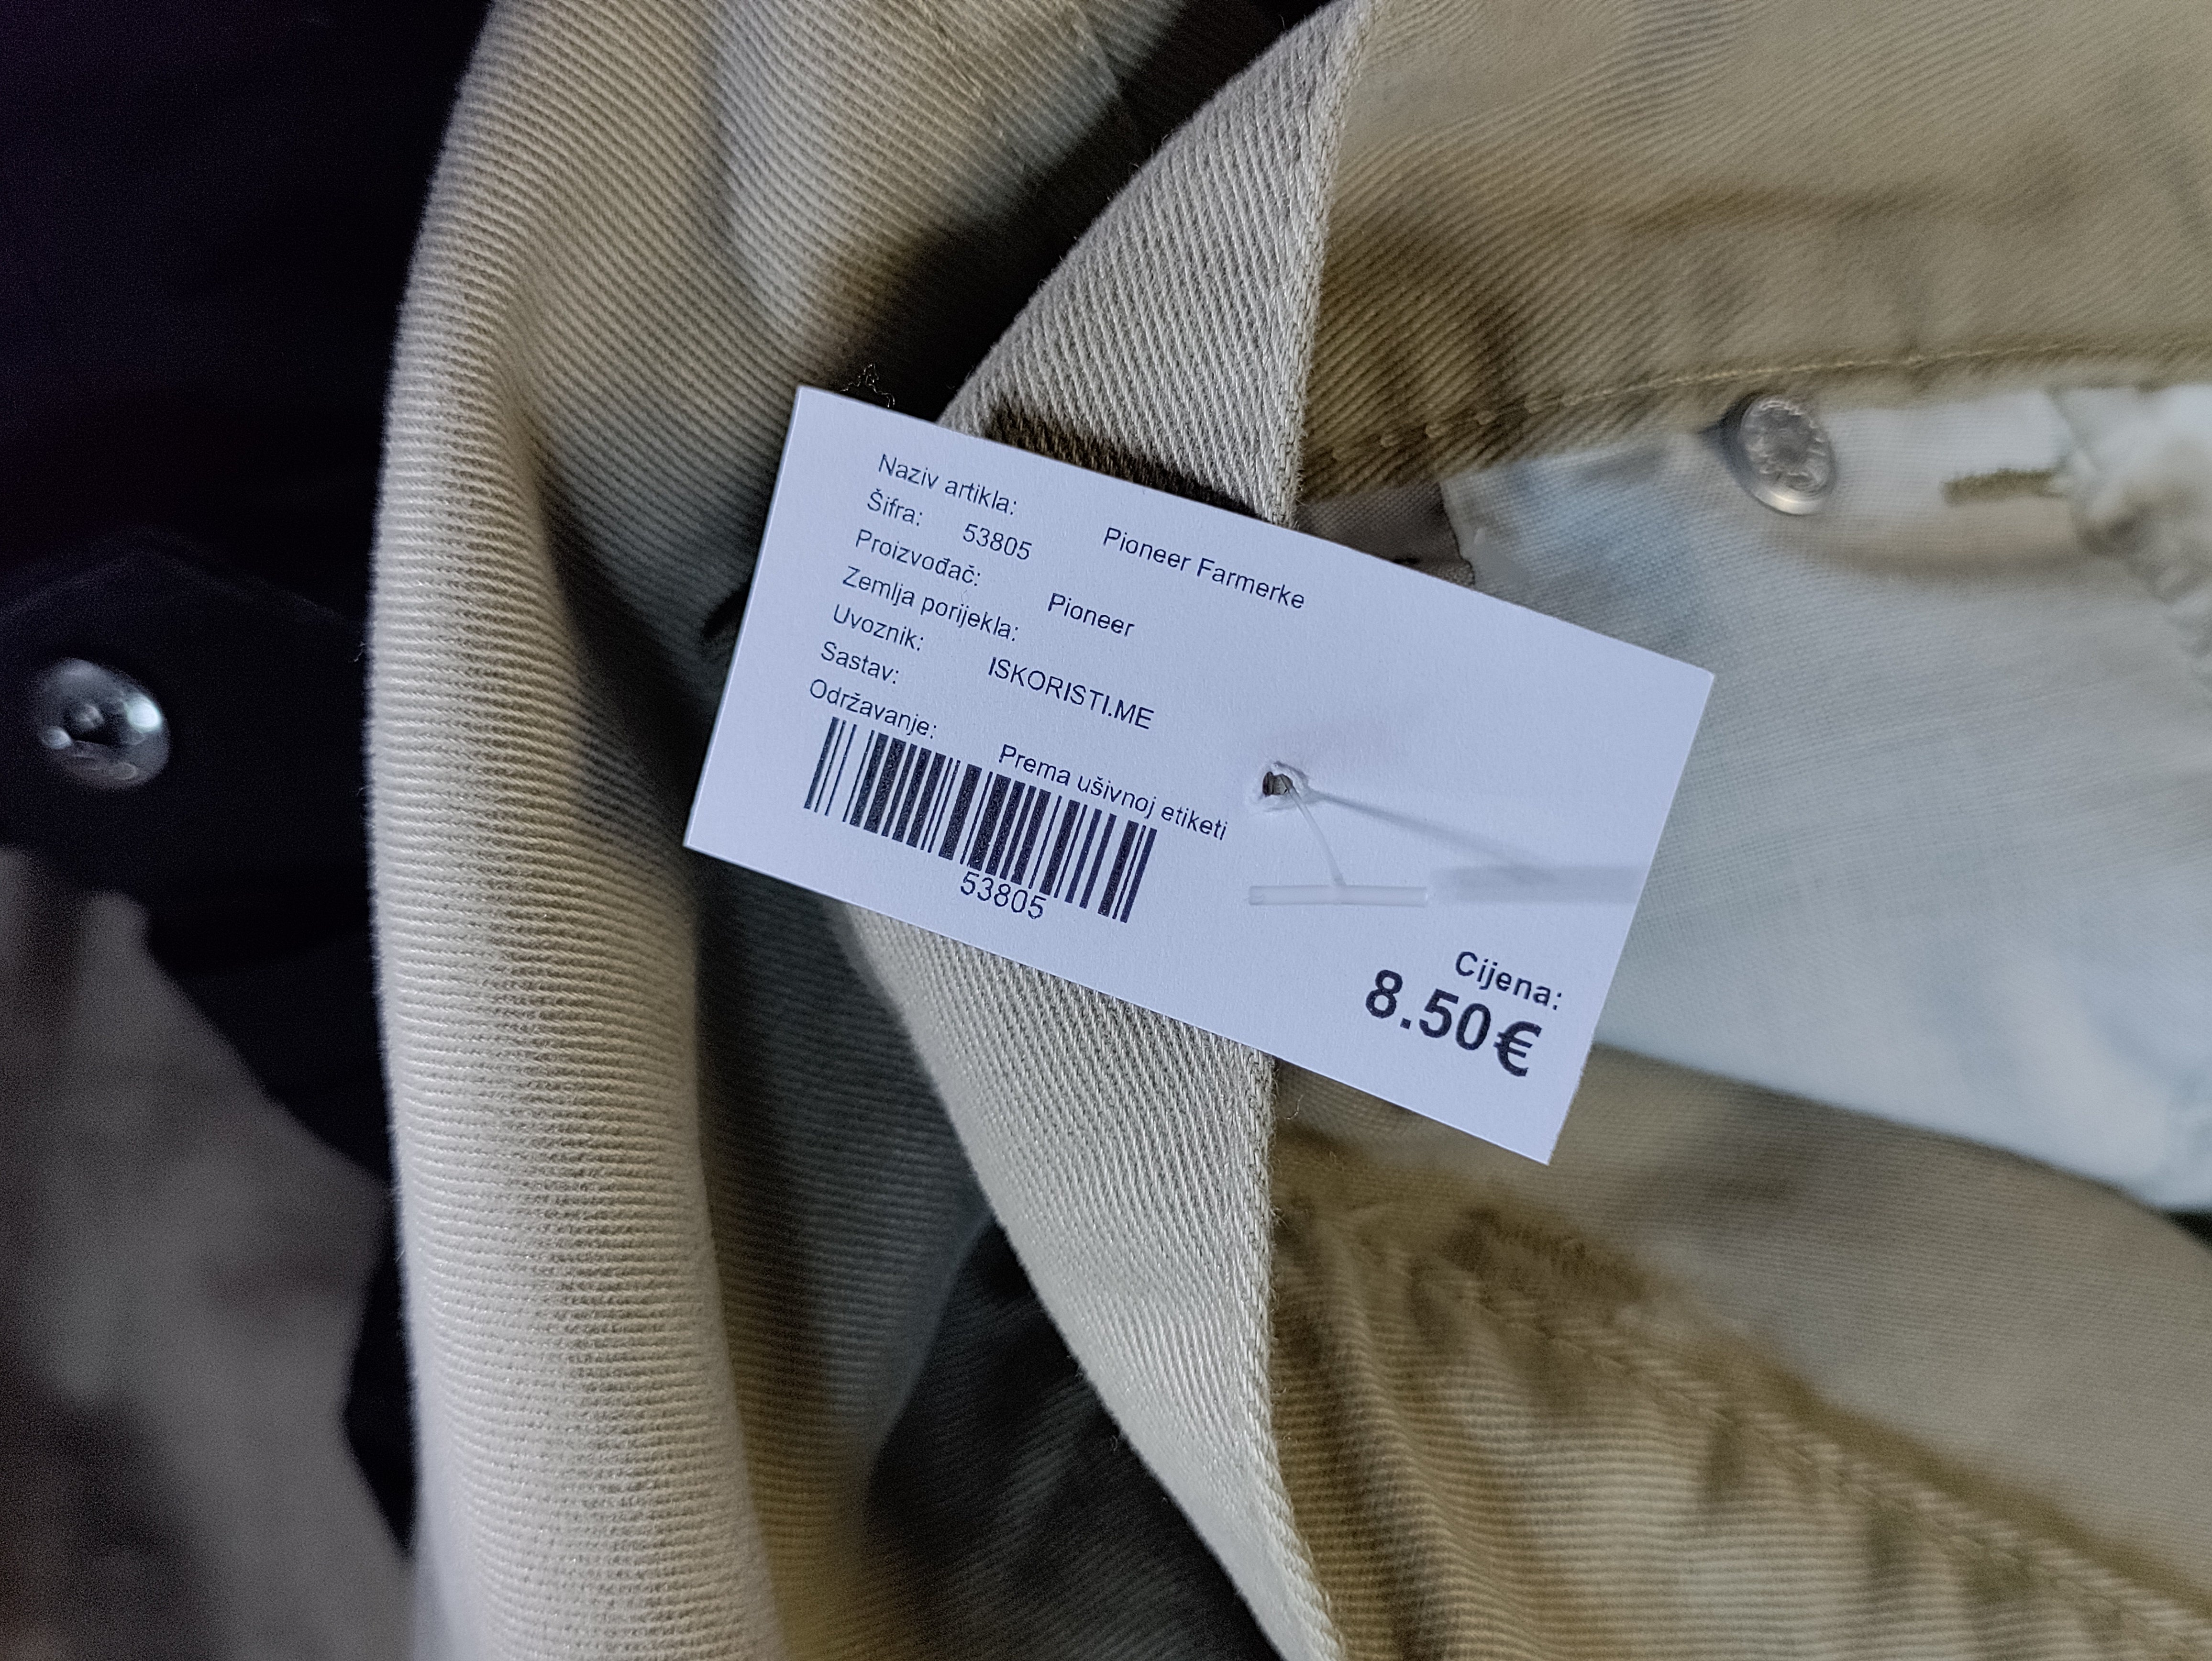 Naziv artikla: Pioneer Farmerke
Šifra: 53805
Proizvođač: Pioneer
Zemlja porijekla:
Uvoznik: ISKORISTI.ME
Sastav:
Održavanje: Prema ušivnoj etiketi
53805
Cijena:
8.50€